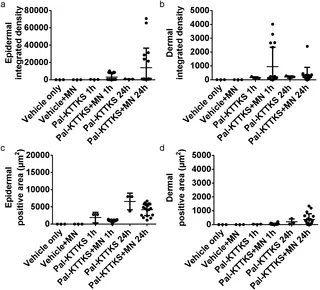 a
Epidermal
integrated density
80000
60000
40000
20000
0
Vehicle only
Vehicle+MN
Pal-KTTKS 1h
Pal-KTTKS+MN 1h
Pal-KTTKS 24h
Pal-KTTKS+MN 24h
b
Dermal
integrated density
5000
4000
3000
2000
1000
0
Vehicle only
Vehicle+MN
Pal-KTTKS 1h
Pal-KTTKS+MN 1h
Pal-KTTKS 24h
Pal-KTTKS+MN 24h
c
Epidermal
positive area (µm²)
20000
15000
10000
5000
0
Vehicle only
Vehicle+MN
Pal-KTTKS 1h
Pal-KTTKS+MN 1h
Pal-KTTKS 24h
Pal-KTTKS+MN 24h
d
Dermal
positive area (µm²)
5000
4000
3000
2000
1000
0
Vehicle only
Vehicle+MN
Pal-KTTKS 1h
Pal-KTTKS+MN 1h
Pal-KTTKS 24h
Pal-KTTKS+MN 24h